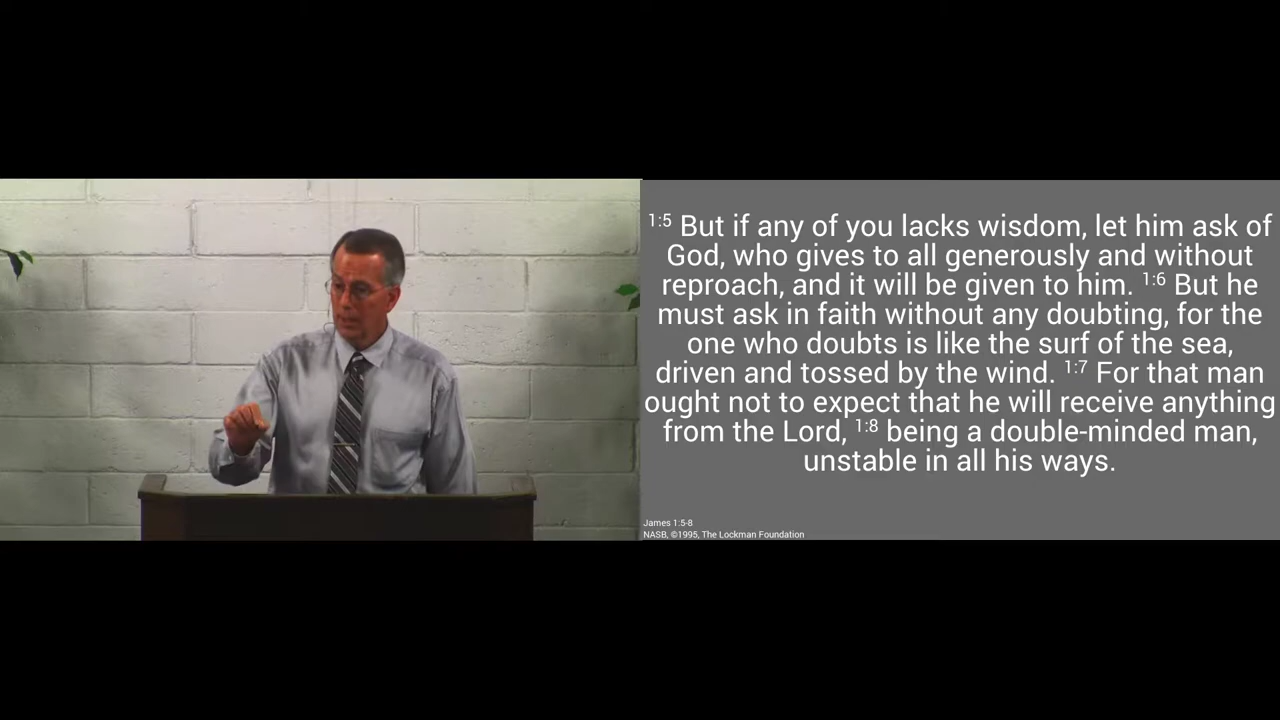 1:5 But if any of you lacks wisdom, let him ask of
God, who gives to all generously and without
reproach, and it will be given to him. 1:6 But he
must ask in faith without any doubting, for the
one who doubts is like the surf of the sea,
driven and tossed by the wind. 1:7 For that man
ought not to expect that he will receive anything
from the Lord, 1:8 being a double-minded man,
unstable in all his ways.
James 1:5-8
NASB, ©1995, The Lockman Foundation